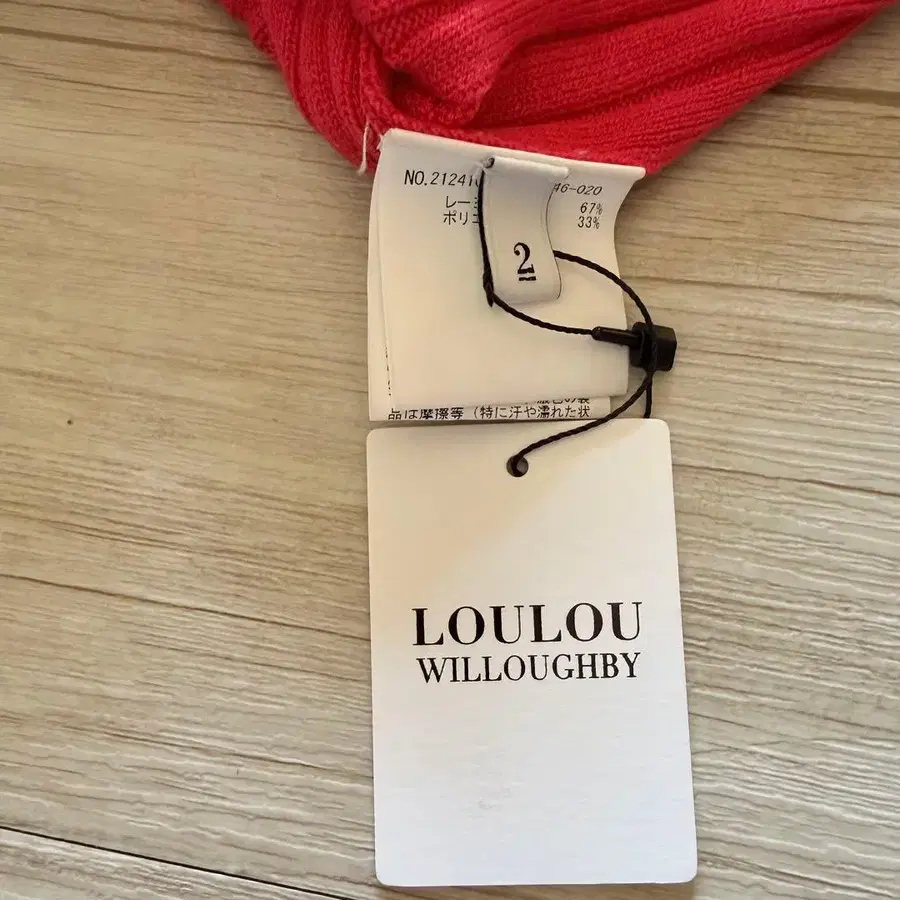 NO.21241
46-020
レー
67%
ポリエ
33%
2
品は摩擦等（特に汗や濡れた状
LOULOU
WILLOUGHBY